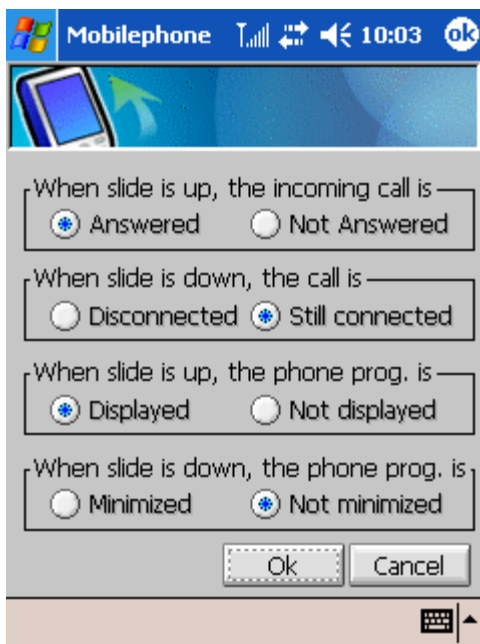 Mobilephone 10:03 ok
When slide is up, the incoming call is
Answered Not Answered
When slide is down, the call is
Disconnected Still connected
When slide is up, the phone prog. is
Displayed Not displayed
When slide is down, the phone prog. is
Minimized Not minimized
Ok Cancel